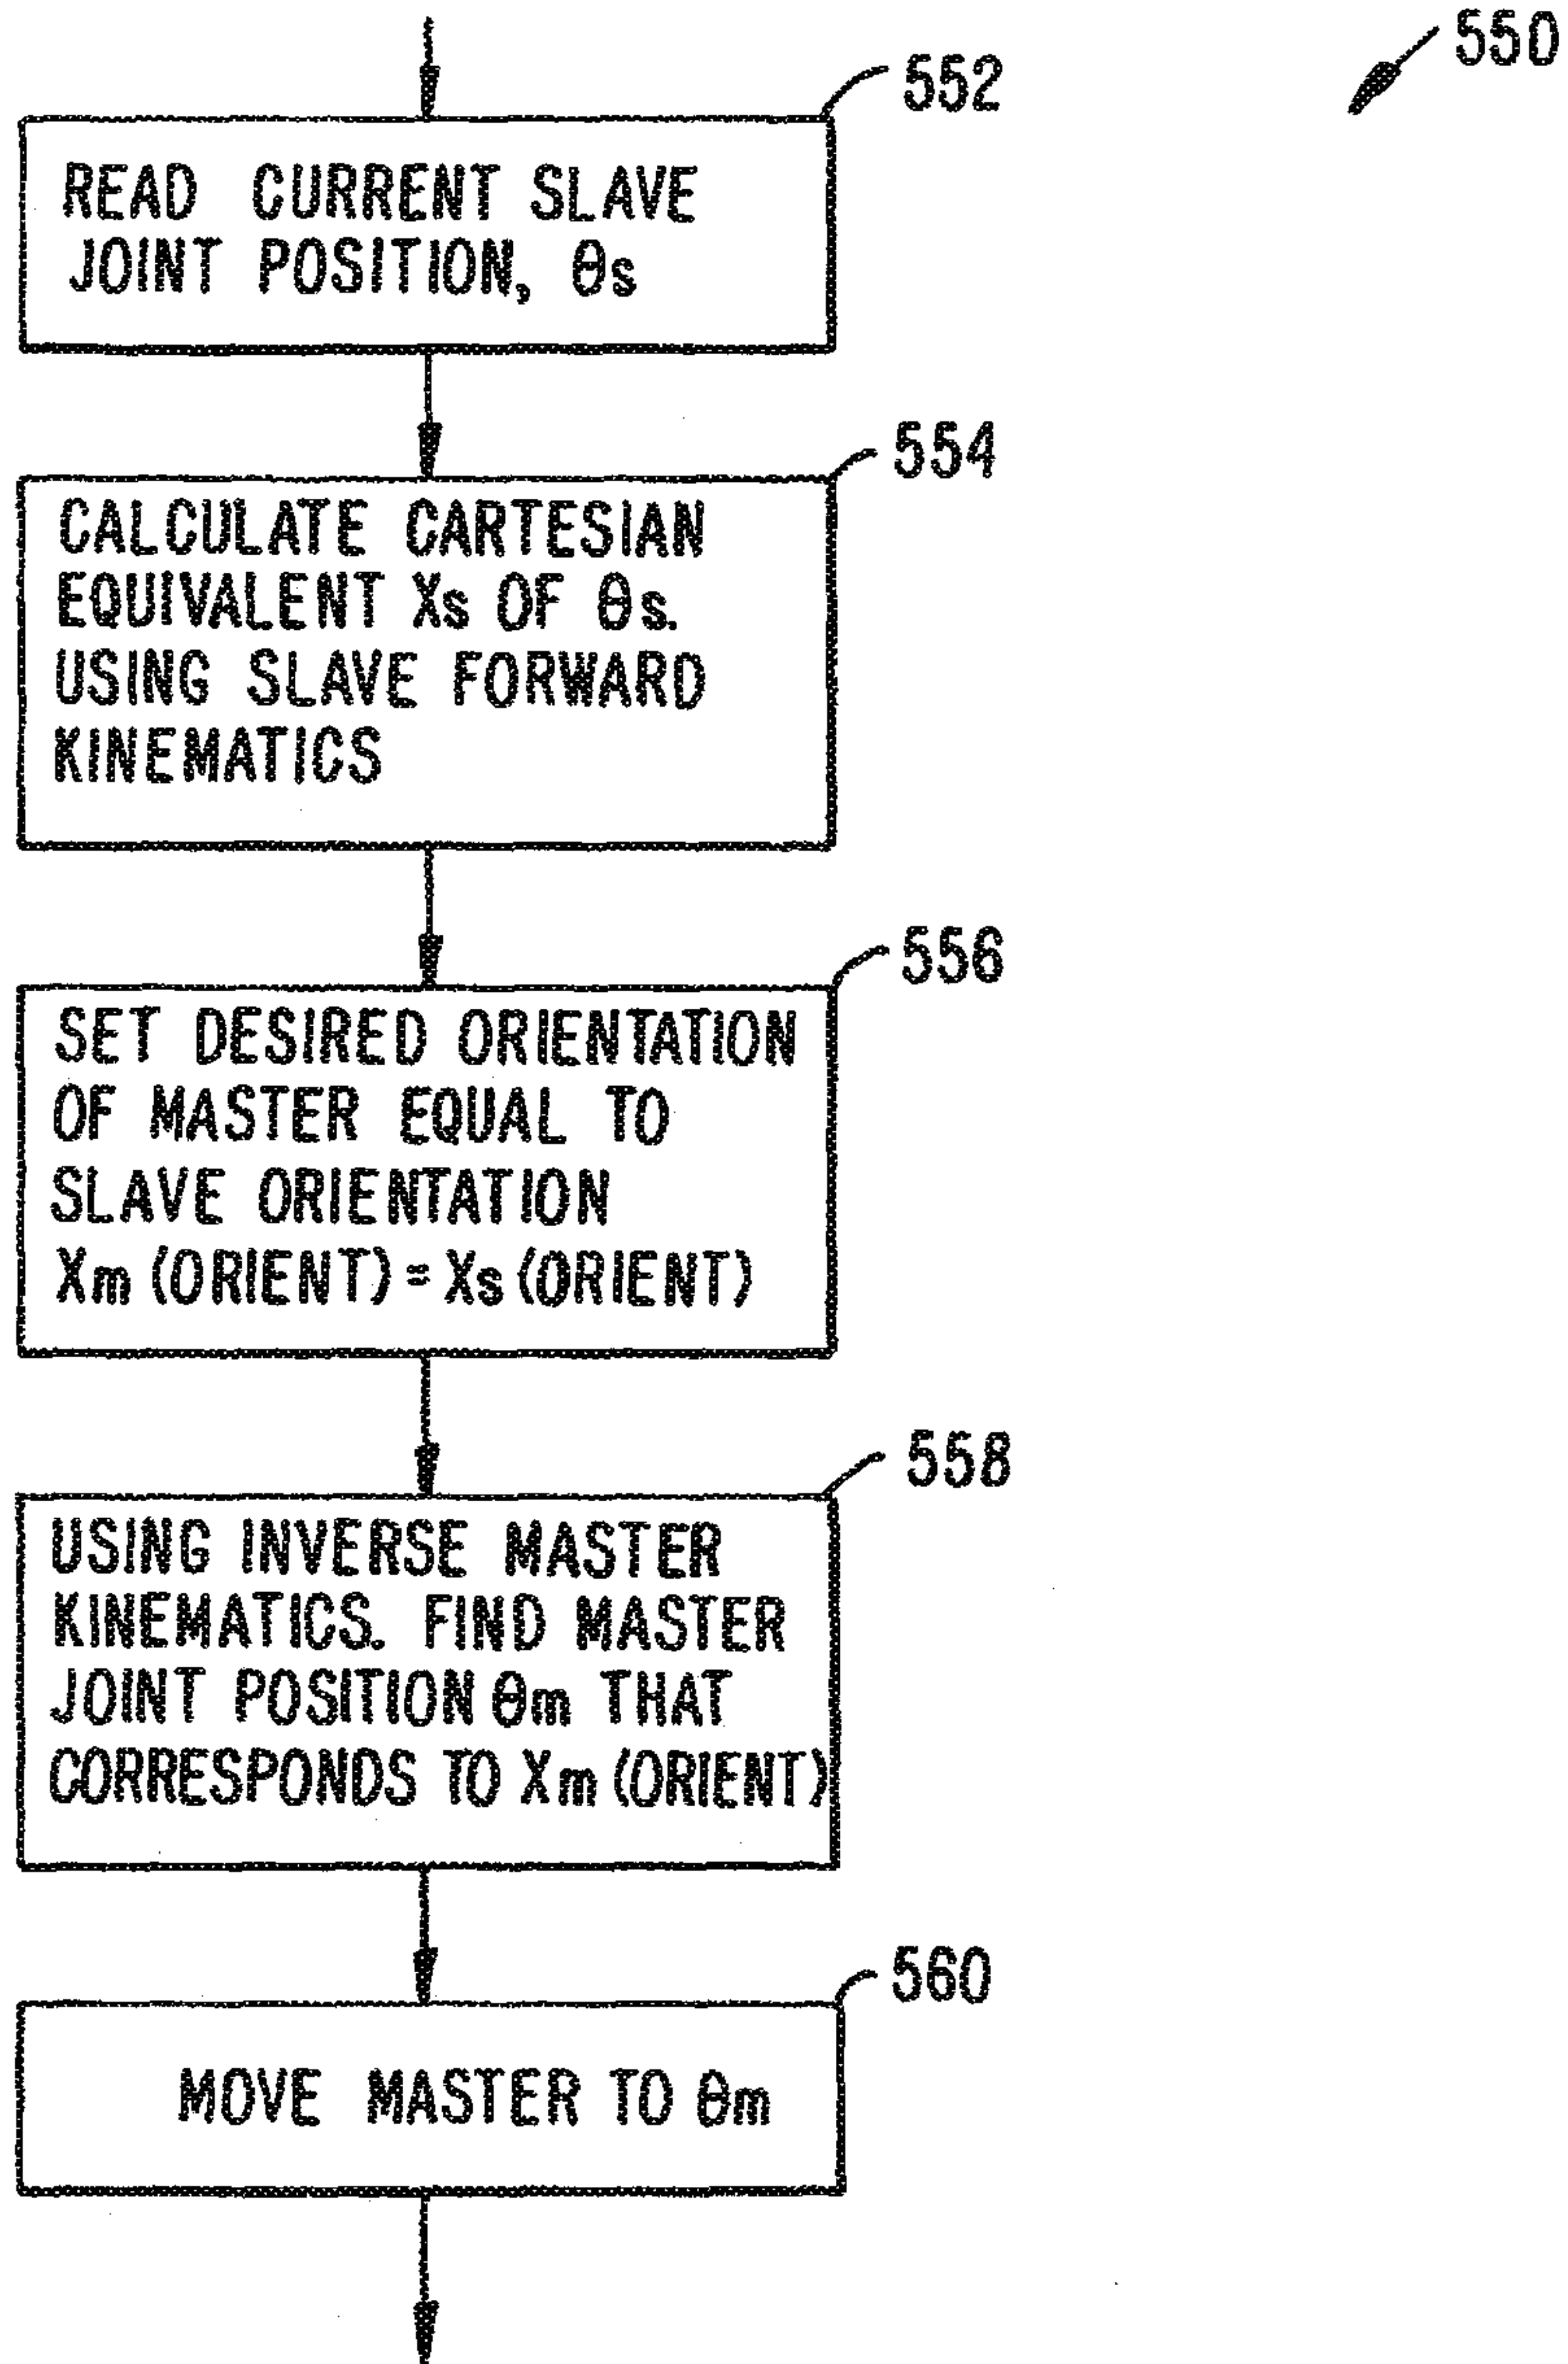 550
552
READ CURRENT SLAVE
JOINT POSITION, θs
554
CALCULATE CARTESIAN
EQUIVALENT Xs OF θs.
USING SLAVE FORWARD
KINEMATICS
556
SET DESIRED ORIENTATION
OF MASTER EQUAL TO
SLAVE ORIENTATION
Xm (ORIENT) = Xs (ORIENT)
558
USING INVERSE MASTER
KINEMATICS. FIND MASTER
JOINT POSITION θm THAT
CORRESPONDS TO Xm (ORIENT)
560
MOVE MASTER TO θm